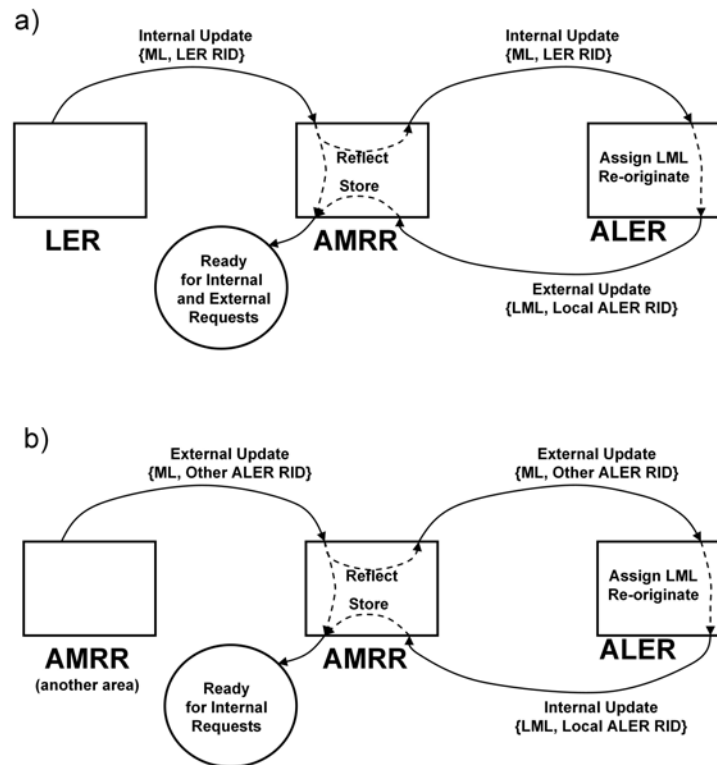 a)
Internal Update
{ML, LER RID}
Internal Update
{ML, LER RID}
Reflect
Store
Assign LML
Re-originate
LER
AMRR
ALER
Ready
for Internal
and External
Requests
External Update
{LML, Local ALER RID}
b)
External Update
{ML, Other ALER RID}
External Update
{ML, Other ALER RID}
Reflect
Store
Assign LML
Re-originate
AMRR
(another area)
AMRR
ALER
Ready
for Internal
Requests
Internal Update
{LML, Local ALER RID}